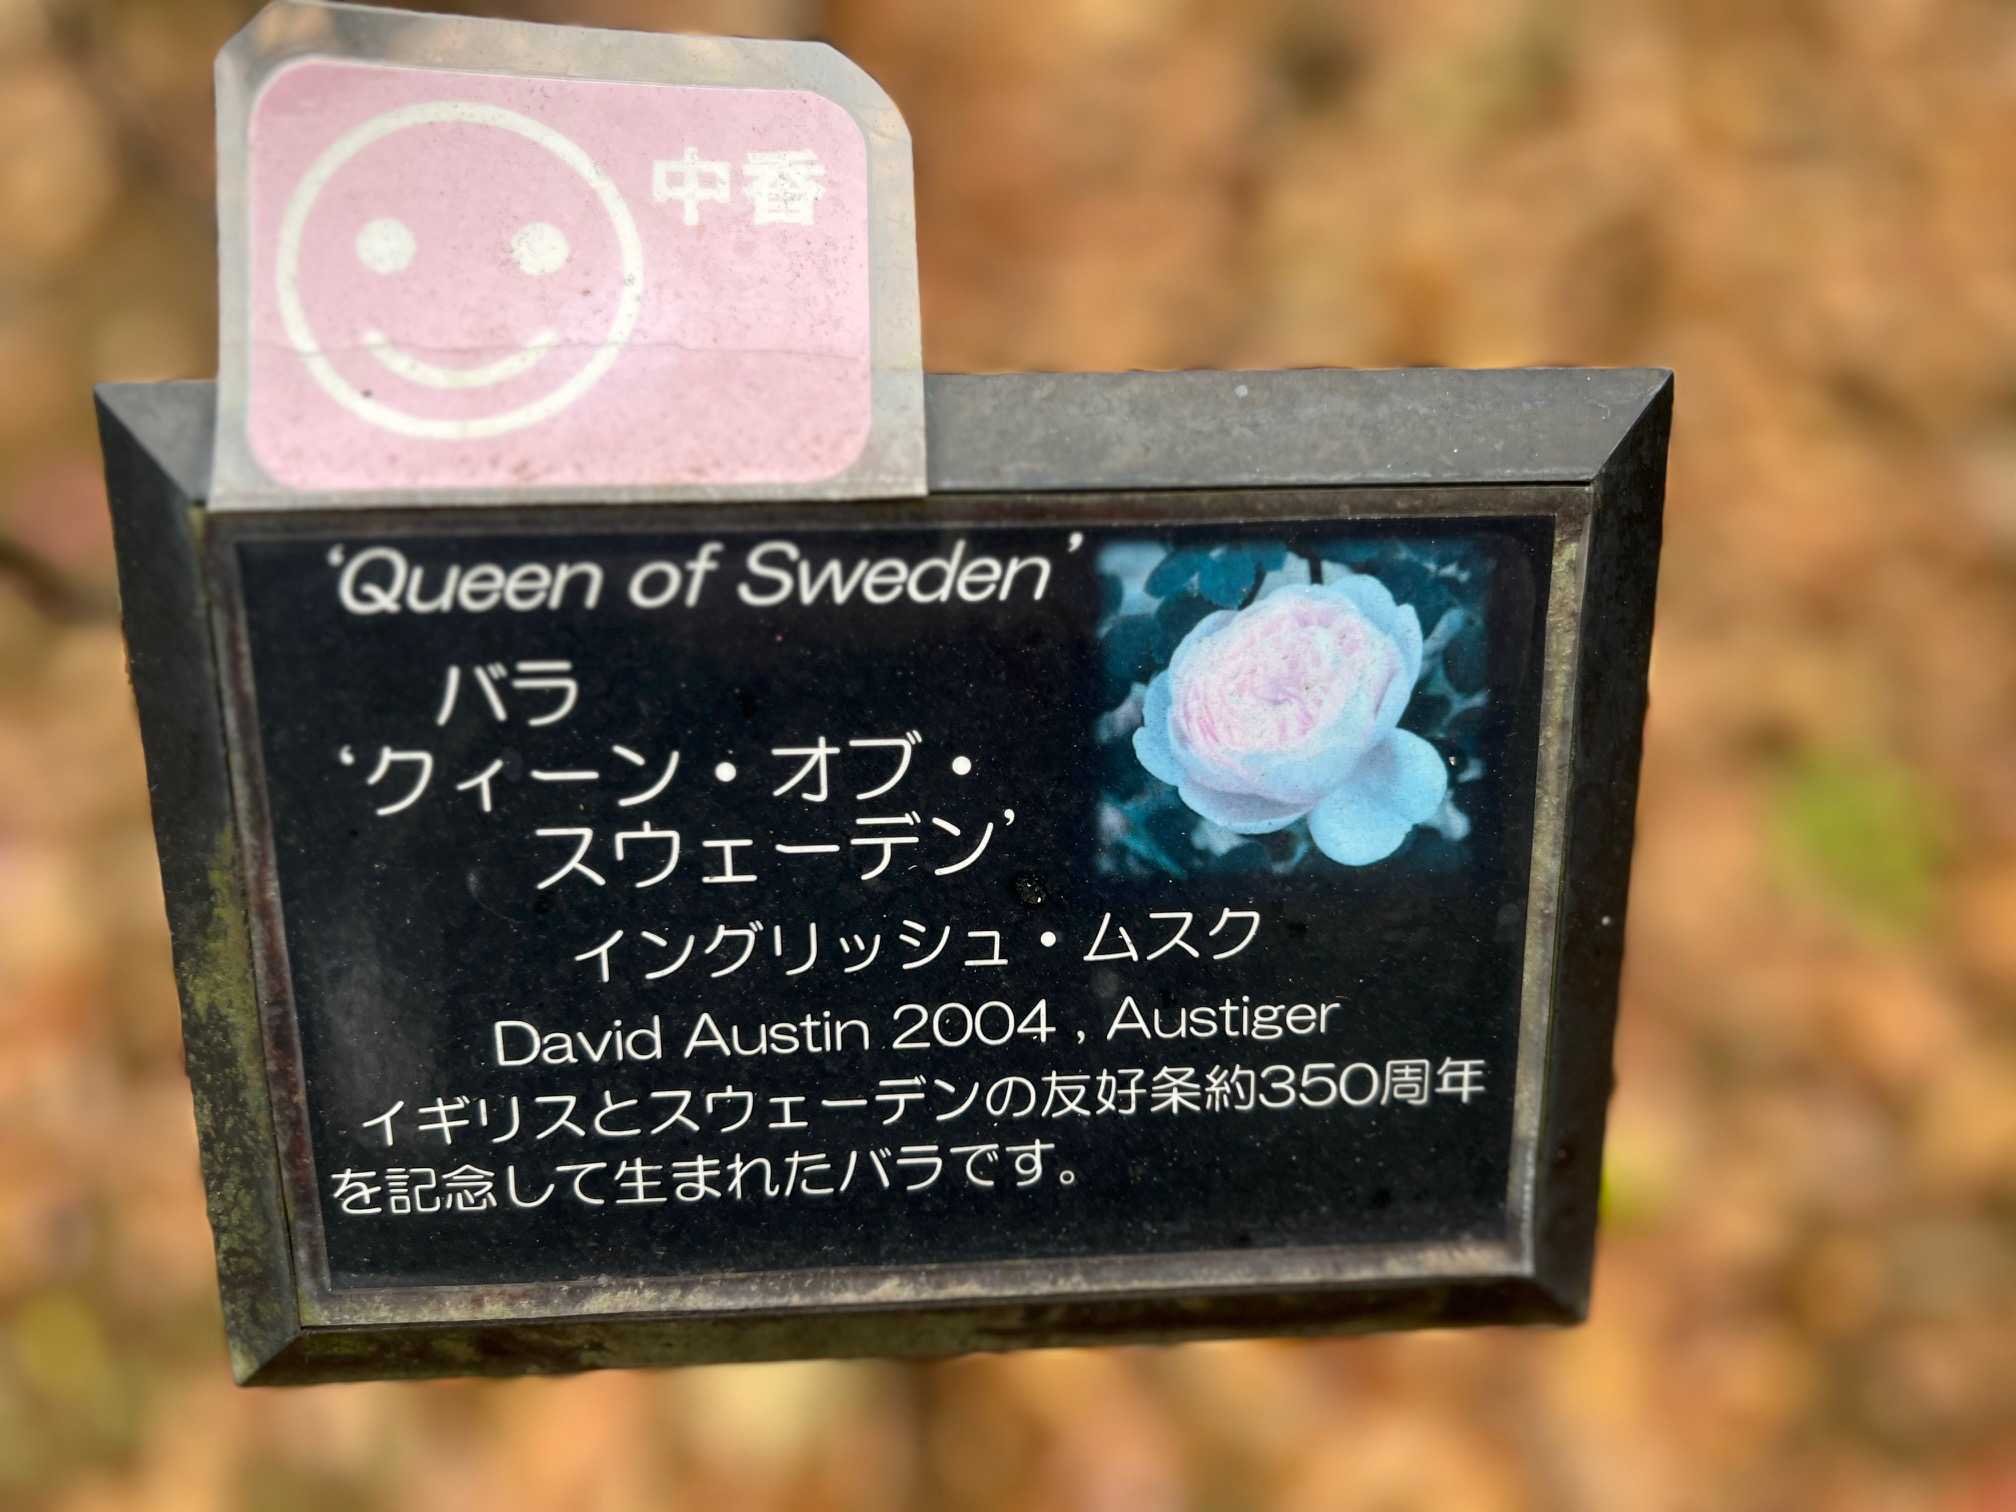 中香
‘Queen of Sweden’
バラ
‘クィーン・オブ・
スウェーデン’
イングリッシュ・ムスク
David Austin 2004 , Austiger
イギリスとスウェーデンの友好条約350周年
を記念して生まれたバラです。